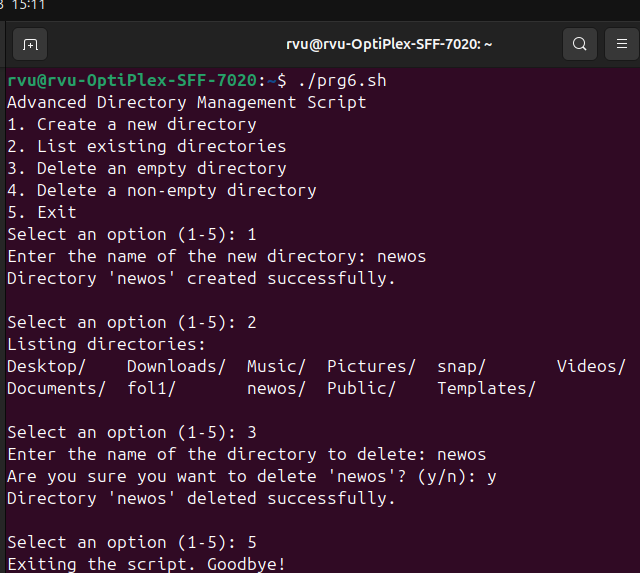 15:11
rvu@rvu-OptiPlex-SFF-7020: ~
rvu@rvu-OptiPlex-SFF-7020:~$ ./prg6.sh
Advanced Directory Management Script
1. Create a new directory
2. List existing directories
3. Delete an empty directory
4. Delete a non-empty directory
5. Exit
Select an option (1-5): 1
Enter the name of the new directory: newos
Directory 'newos' created successfully.

Select an option (1-5): 2
Listing directories:
Desktop/    Downloads/  Music/  Pictures/  snap/       Videos/
Documents/  fol1/       newos/  Public/    Templates/

Select an option (1-5): 3
Enter the name of the directory to delete: newos
Are you sure you want to delete 'newos'? (y/n): y
Directory 'newos' deleted successfully.

Select an option (1-5): 5
Exiting the script. Goodbye!